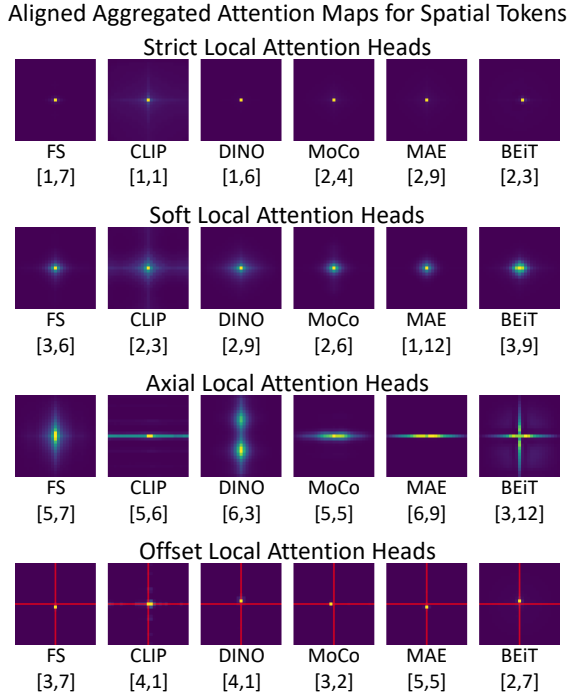 Aligned Aggregated Attention Maps for Spatial Tokens
Strict Local Attention Heads
FS CLIP DINO MoCo MAE BEiT
[1,7] [1,1] [1,6] [2,4] [2,9] [2,3]
Soft Local Attention Heads
FS CLIP DINO MoCo MAE BEiT
[3,6] [2,3] [2,9] [2,6] [1,12] [3,9]
Axial Local Attention Heads
FS CLIP DINO MoCo MAE BEiT
[5,7] [5,6] [6,3] [5,5] [6,9] [3,12]
Offset Local Attention Heads
FS CLIP DINO MoCo MAE BEiT
[3,7] [4,1] [4,1] [3,2] [5,5] [2,7]